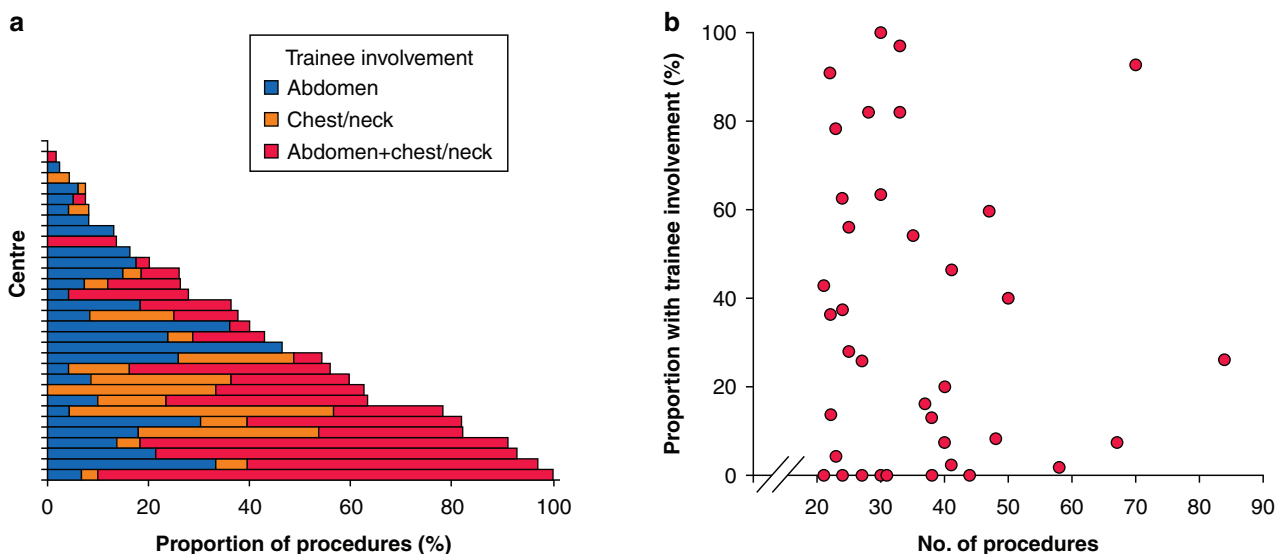 a
Trainee involvement
Abdomen
Chest/neck
Abdomen+chest/neck
Centre
0 20 40 60 80 100
Proportion of procedures (%)
b
100
80
60
40
20
0
Proportion with trainee involvement (%)
20 30 40 50 60 70 80 90
No. of procedures